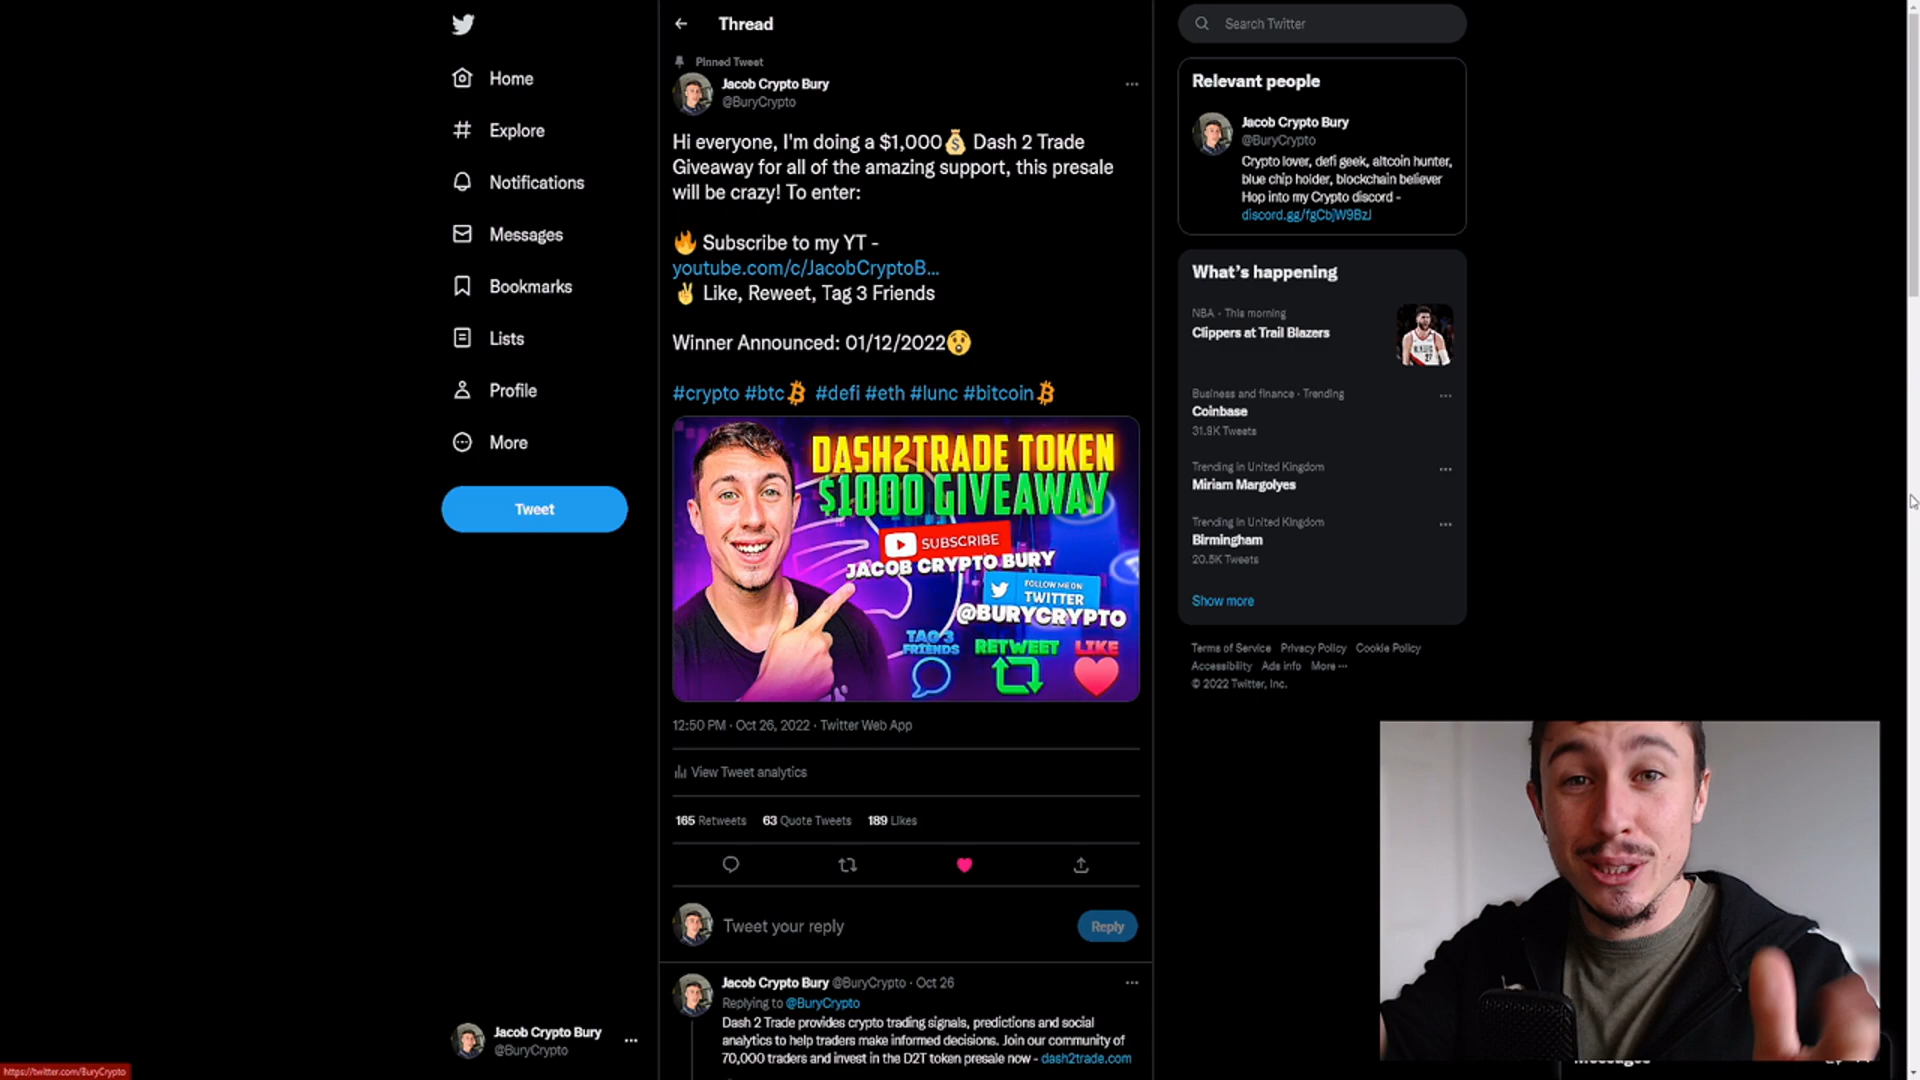 Home
Explore
Notifications
Messages
Bookmarks
Lists
Profile
More
Tweet
Jacob Crypto Bury
@BuryCrypto
https://twitter.com/BuryCrypto
Thread
Pinned Tweet
Jacob Crypto Bury
@BuryCrypto
Hi everyone, I'm doing a $1,000💰 Dash 2 Trade
Giveaway for all of the amazing support, this presale
will be crazy! To enter:
🔥 Subscribe to my YT -
youtube.com/c/JacobCryptoB...
✌ Like, Reweet, Tag 3 Friends
Winner Announced: 01/12/2022😲
#crypto #btc #defi #eth #lunc #bitcoin
DASH2TRADE TOKEN
$1000 GIVEAWAY
SUBSCRIBE
JACOB CRYPTO BURY
FOLLOW ME ON
TWITTER
@BURYCRYPTO
TAG 3
FRIENDS
RETWEET
LIKE
12:50 PM · Oct 26, 2022 · Twitter Web App
View Tweet analytics
165 Retweets 63 Quote Tweets 189 Likes
Tweet your reply
Reply
Jacob Crypto Bury @BuryCrypto · Oct 26
Replying to @BuryCrypto
Dash 2 Trade provides crypto trading signals, predictions and social
analytics to help traders make informed decisions. Join our community of
70,000 traders and invest in the D2T token presale now - dash2trade.com
Search Twitter
Relevant people
Jacob Crypto Bury
@BuryCrypto
Crypto lover, defi geek, altcoin hunter,
blue chip holder, blockchain believer
Hop into my Crypto discord -
discord.gg/fgCbjW9BzJ
What's happening
NBA · This morning
Clippers at Trail Blazers
Business and finance · Trending
Coinbase
31.9K Tweets
Trending in United Kingdom
Miriam Margolyes
Trending in United Kingdom
Birmingham
20.5K Tweets
Show more
Terms of Service Privacy Policy Cookie Policy
Accessibility Ads info More ···
© 2022 Twitter, Inc.
Messages